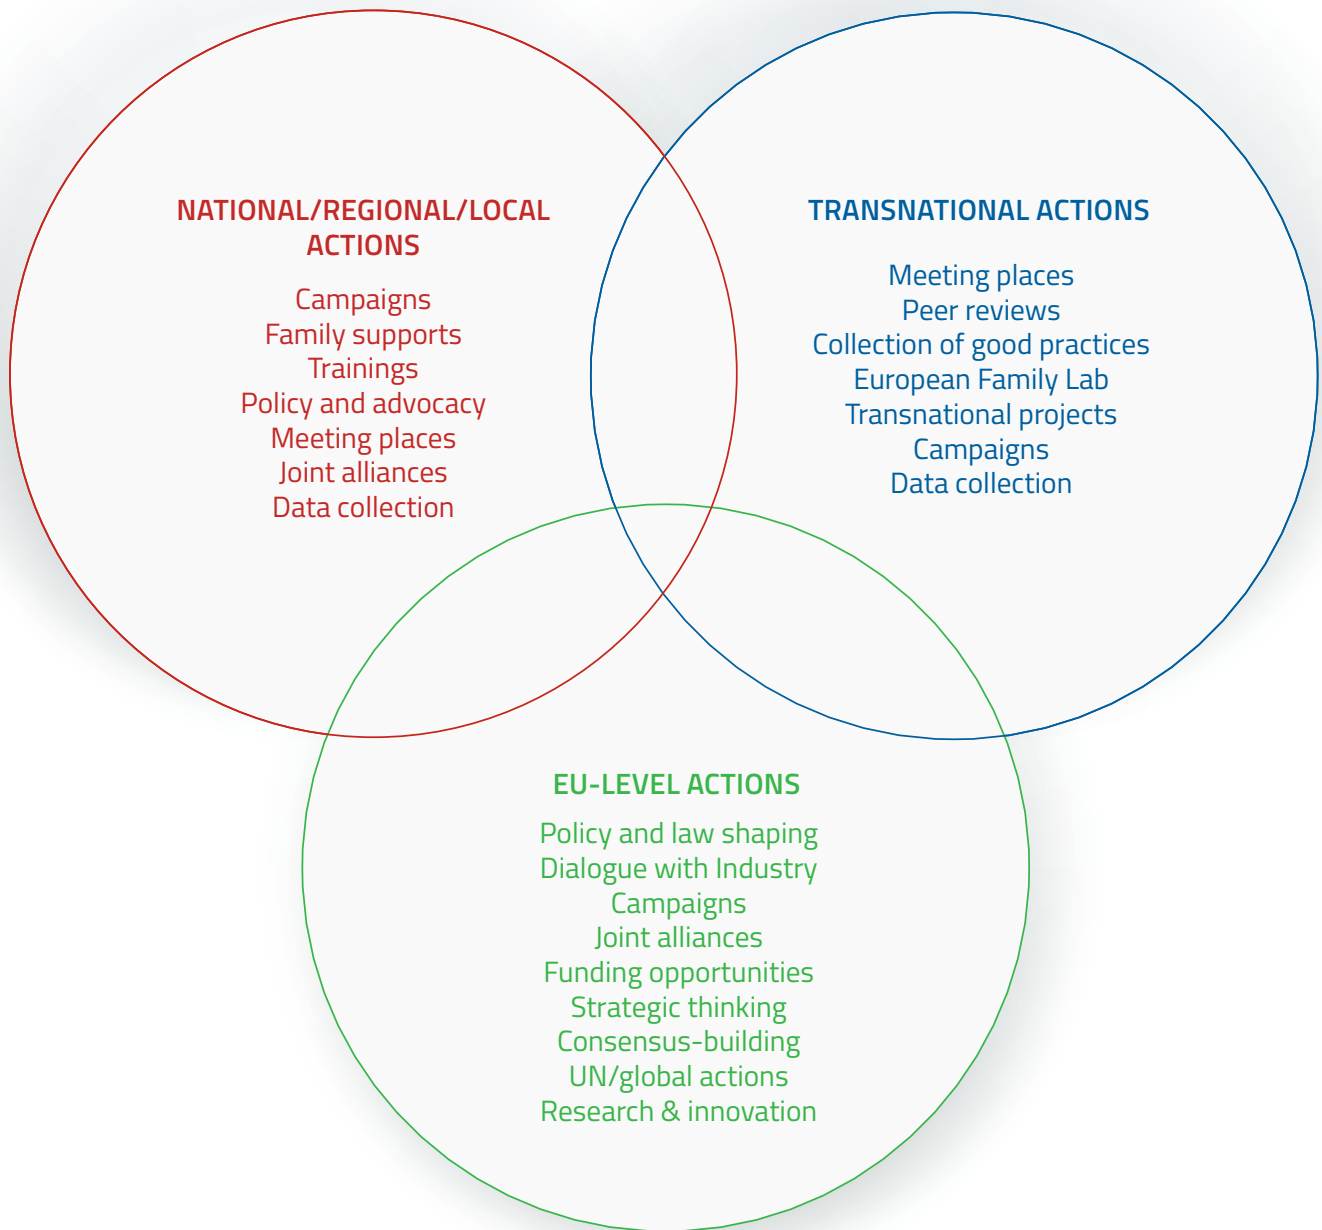 NATIONAL/REGIONAL/LOCAL
ACTIONS
Campaigns
Family supports
Trainings
Policy and advocacy
Meeting places
Joint alliances
Data collection
TRANSNATIONAL ACTIONS
Meeting places
Peer reviews
Collection of good practices
European Family Lab
Transnational projects
Campaigns
Data collection
EU-LEVEL ACTIONS
Policy and law shaping
Dialogue with Industry
Campaigns
Joint alliances
Funding opportunities
Strategic thinking
Consensus-building
UN/global actions
Research & innovation